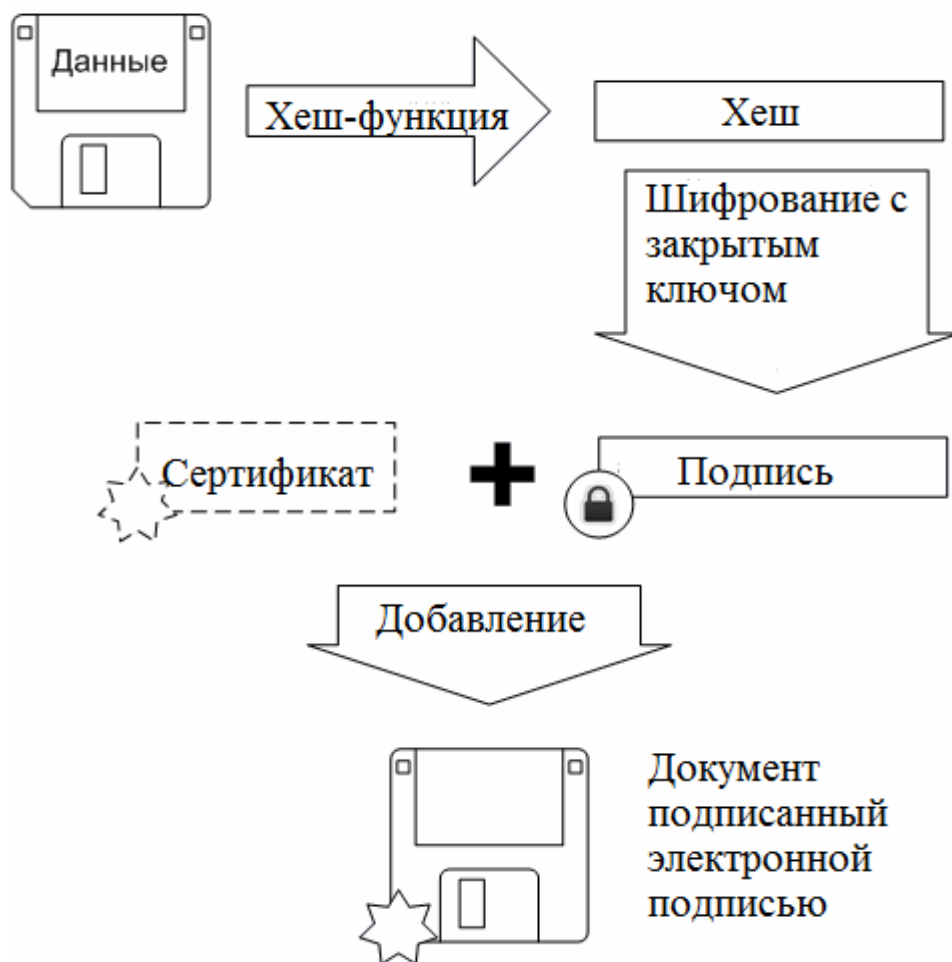 Данные
Хеш-функция
Хеш
Шифрование с
закрытым
ключом
Сертификат
Подпись
Добавление
Документ
подписанный
электронной
подписью